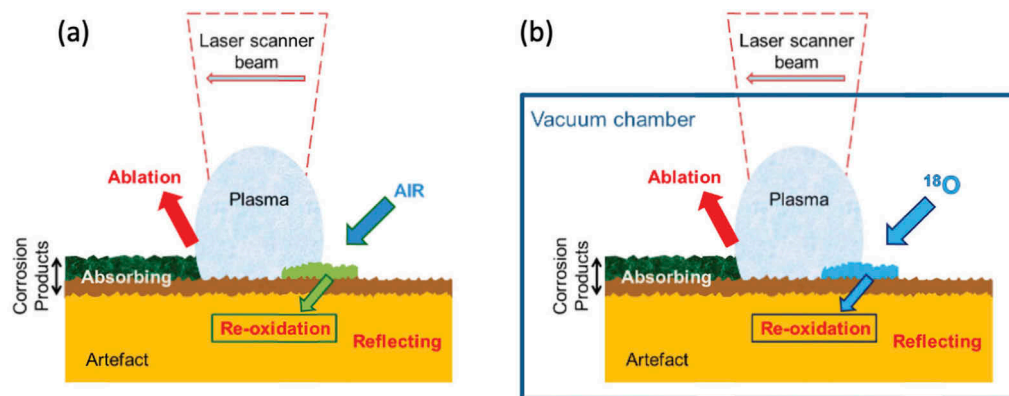 (a)
Laser scanner
beam
Ablation
Plasma
AIR
Corrosion
Products
Absorbing
Re-oxidation
Reflecting
Artefact
(b)
Laser scanner
beam
Vacuum chamber
Ablation
Plasma
18O
Corrosion
Products
Absorbing
Re-oxidation
Reflecting
Artefact